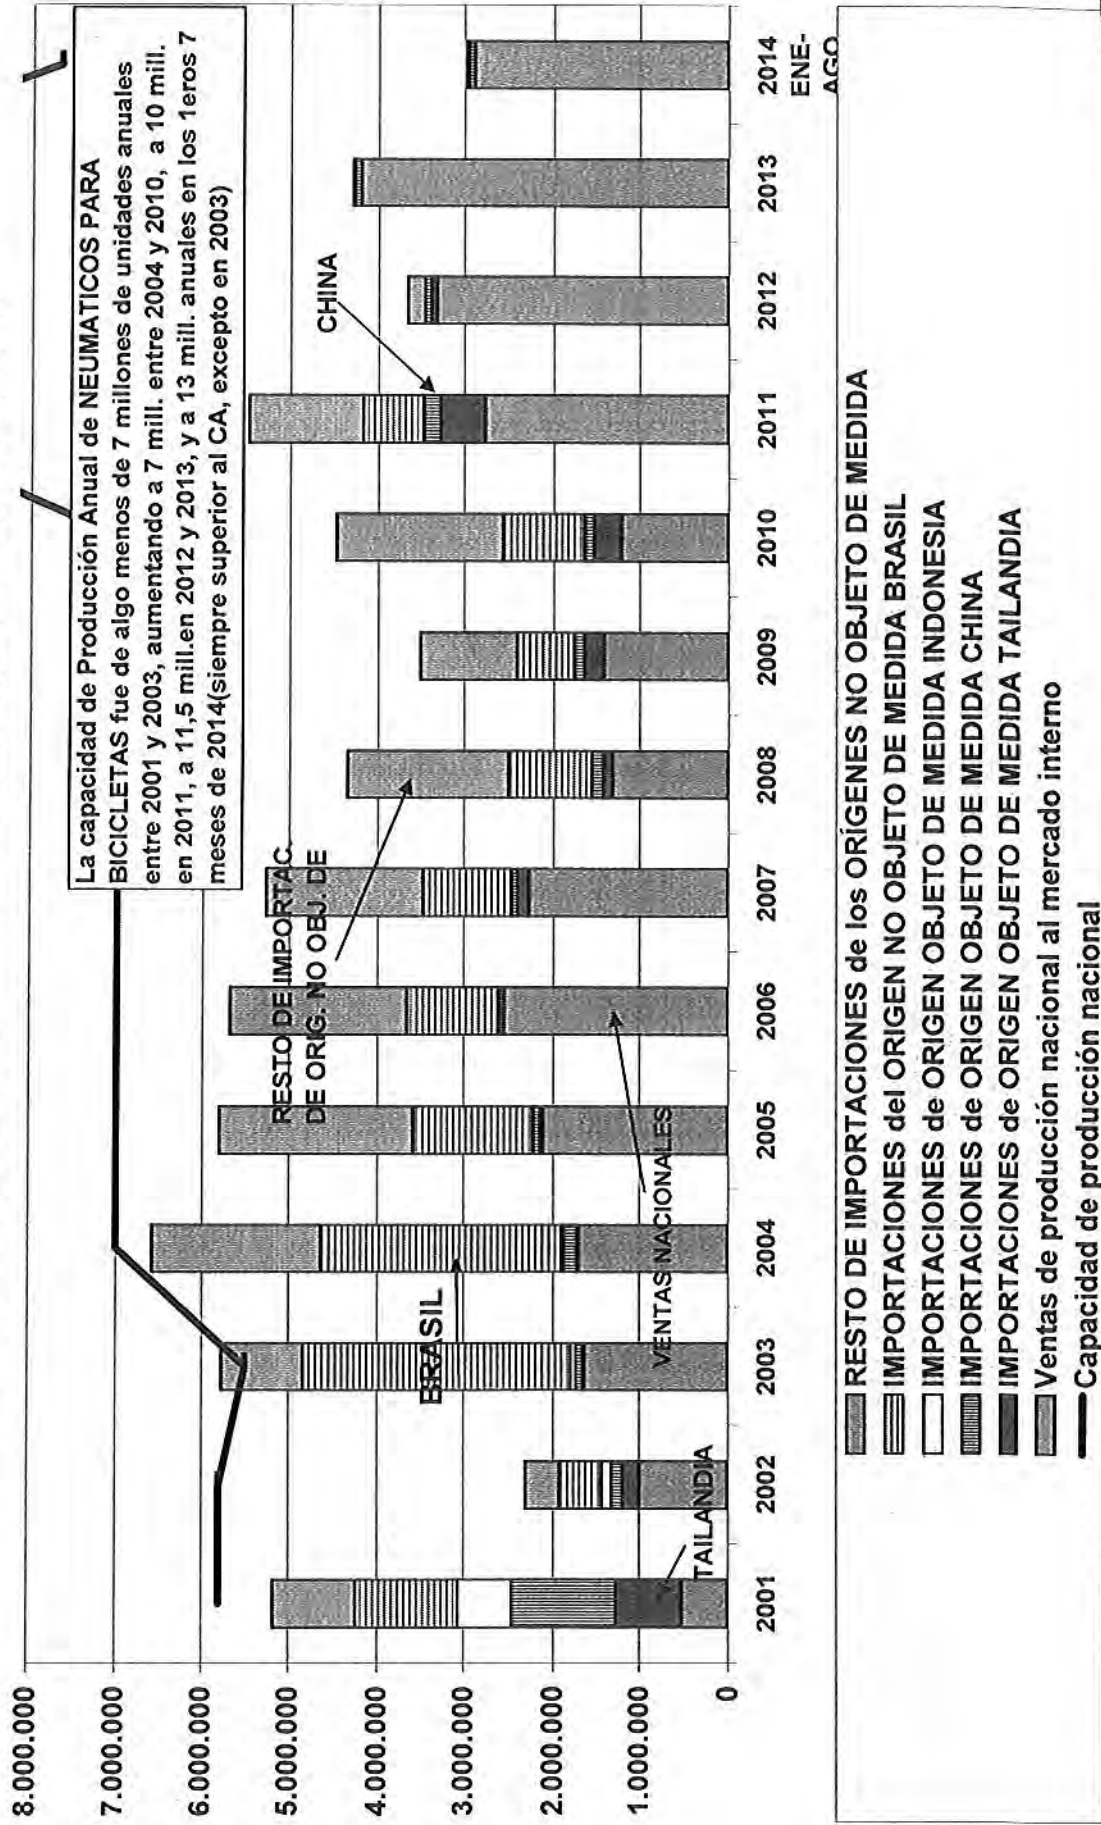 8.000.000
7.000.000
6.000.000
5.000.000
4.000.000
3.000.000
2.000.000
1.000.000
0
La capacidad de Producción Anual de NEUMATICOS PARA
BICICLETAS fue de algo menos de 7 millones de unidades anuales
entre 2001 y 2003, aumentando a 7 mill. entre 2004 y 2010, a 10 mill.
en 2011, a 11,5 mill.en 2012 y 2013, y a 13 mill. anuales en los 1eros 7
meses de 2014(siempre superior al CA, excepto en 2003)
RESTO DE IMPORTAC.
DE ORIG. NO OBJ. DE
CHINA
BRASIL
VENTAS NACIONALES
TAILANDIA
2001
2002
2003
2004
2005
2006
2007
2008
2009
2010
2011
2012
2013
2014
ENE-
AGO
RESTO DE IMPORTACIONES de los ORÍGENES NO OBJETO DE MEDIDA
IMPORTACIONES del ORIGEN NO OBJETO DE MEDIDA BRASIL
IMPORTACIONES de ORIGEN OBJETO DE MEDIDA INDONESIA
IMPORTACIONES de ORIGEN OBJETO DE MEDIDA CHINA
IMPORTACIONES de ORIGEN OBJETO DE MEDIDA TAILANDIA
Ventas de producción nacional al mercado interno
Capacidad de producción nacional